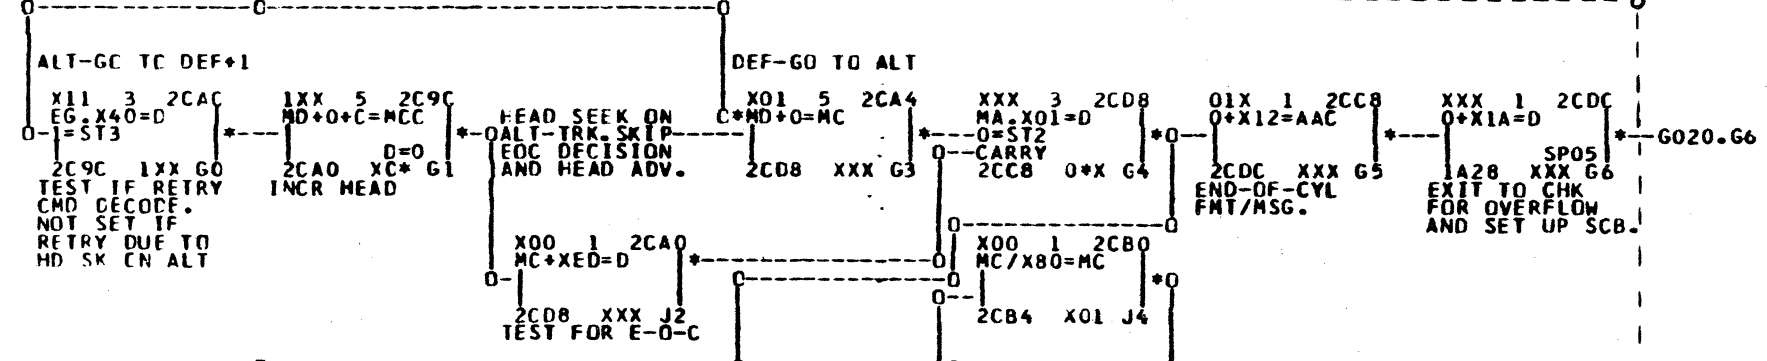 ALT-GC TC DEF+1
DEF-GO TO ALT
X11 3 2CAC
EG.X40=D
1=ST3
2C9C 1XX G0
TEST IF RETRY
CMD DECODE.
NOT SET IF
RETRY DUE TO
HD SK CN ALT
1XX 5 2C9C
MD+0+C=MCC
D=0
2CA0 XC* G1
INCR HEAD
HEAD SEEK ON
ALT-TRK.SKIP
EOC DECISION
AND HEAD ADV.
X01 5 2CA4
C*MD+0=MC
2CD8 XXX G3
XXX 3 2CD8
MA.X01=D
0=ST2
CARRY
2CC8 0*X G4
01X 1 2CC8
0+X12=AAC
2CDC XXX G5
END-OF-CYL
FMT/MSG.
XXX 1 2CDC
0+X1A=D
SP05
1A28 XXX G6
EXIT TO CHK
FOR OVERFLOW
AND SET UP SCB.
G020.G6
X00 1 2CA0
MC+XED=D
2CD8 XXX J2
TEST FOR E-O-C
X00 1 2CB0
MC/X80=MC
2CB4 X01 J4